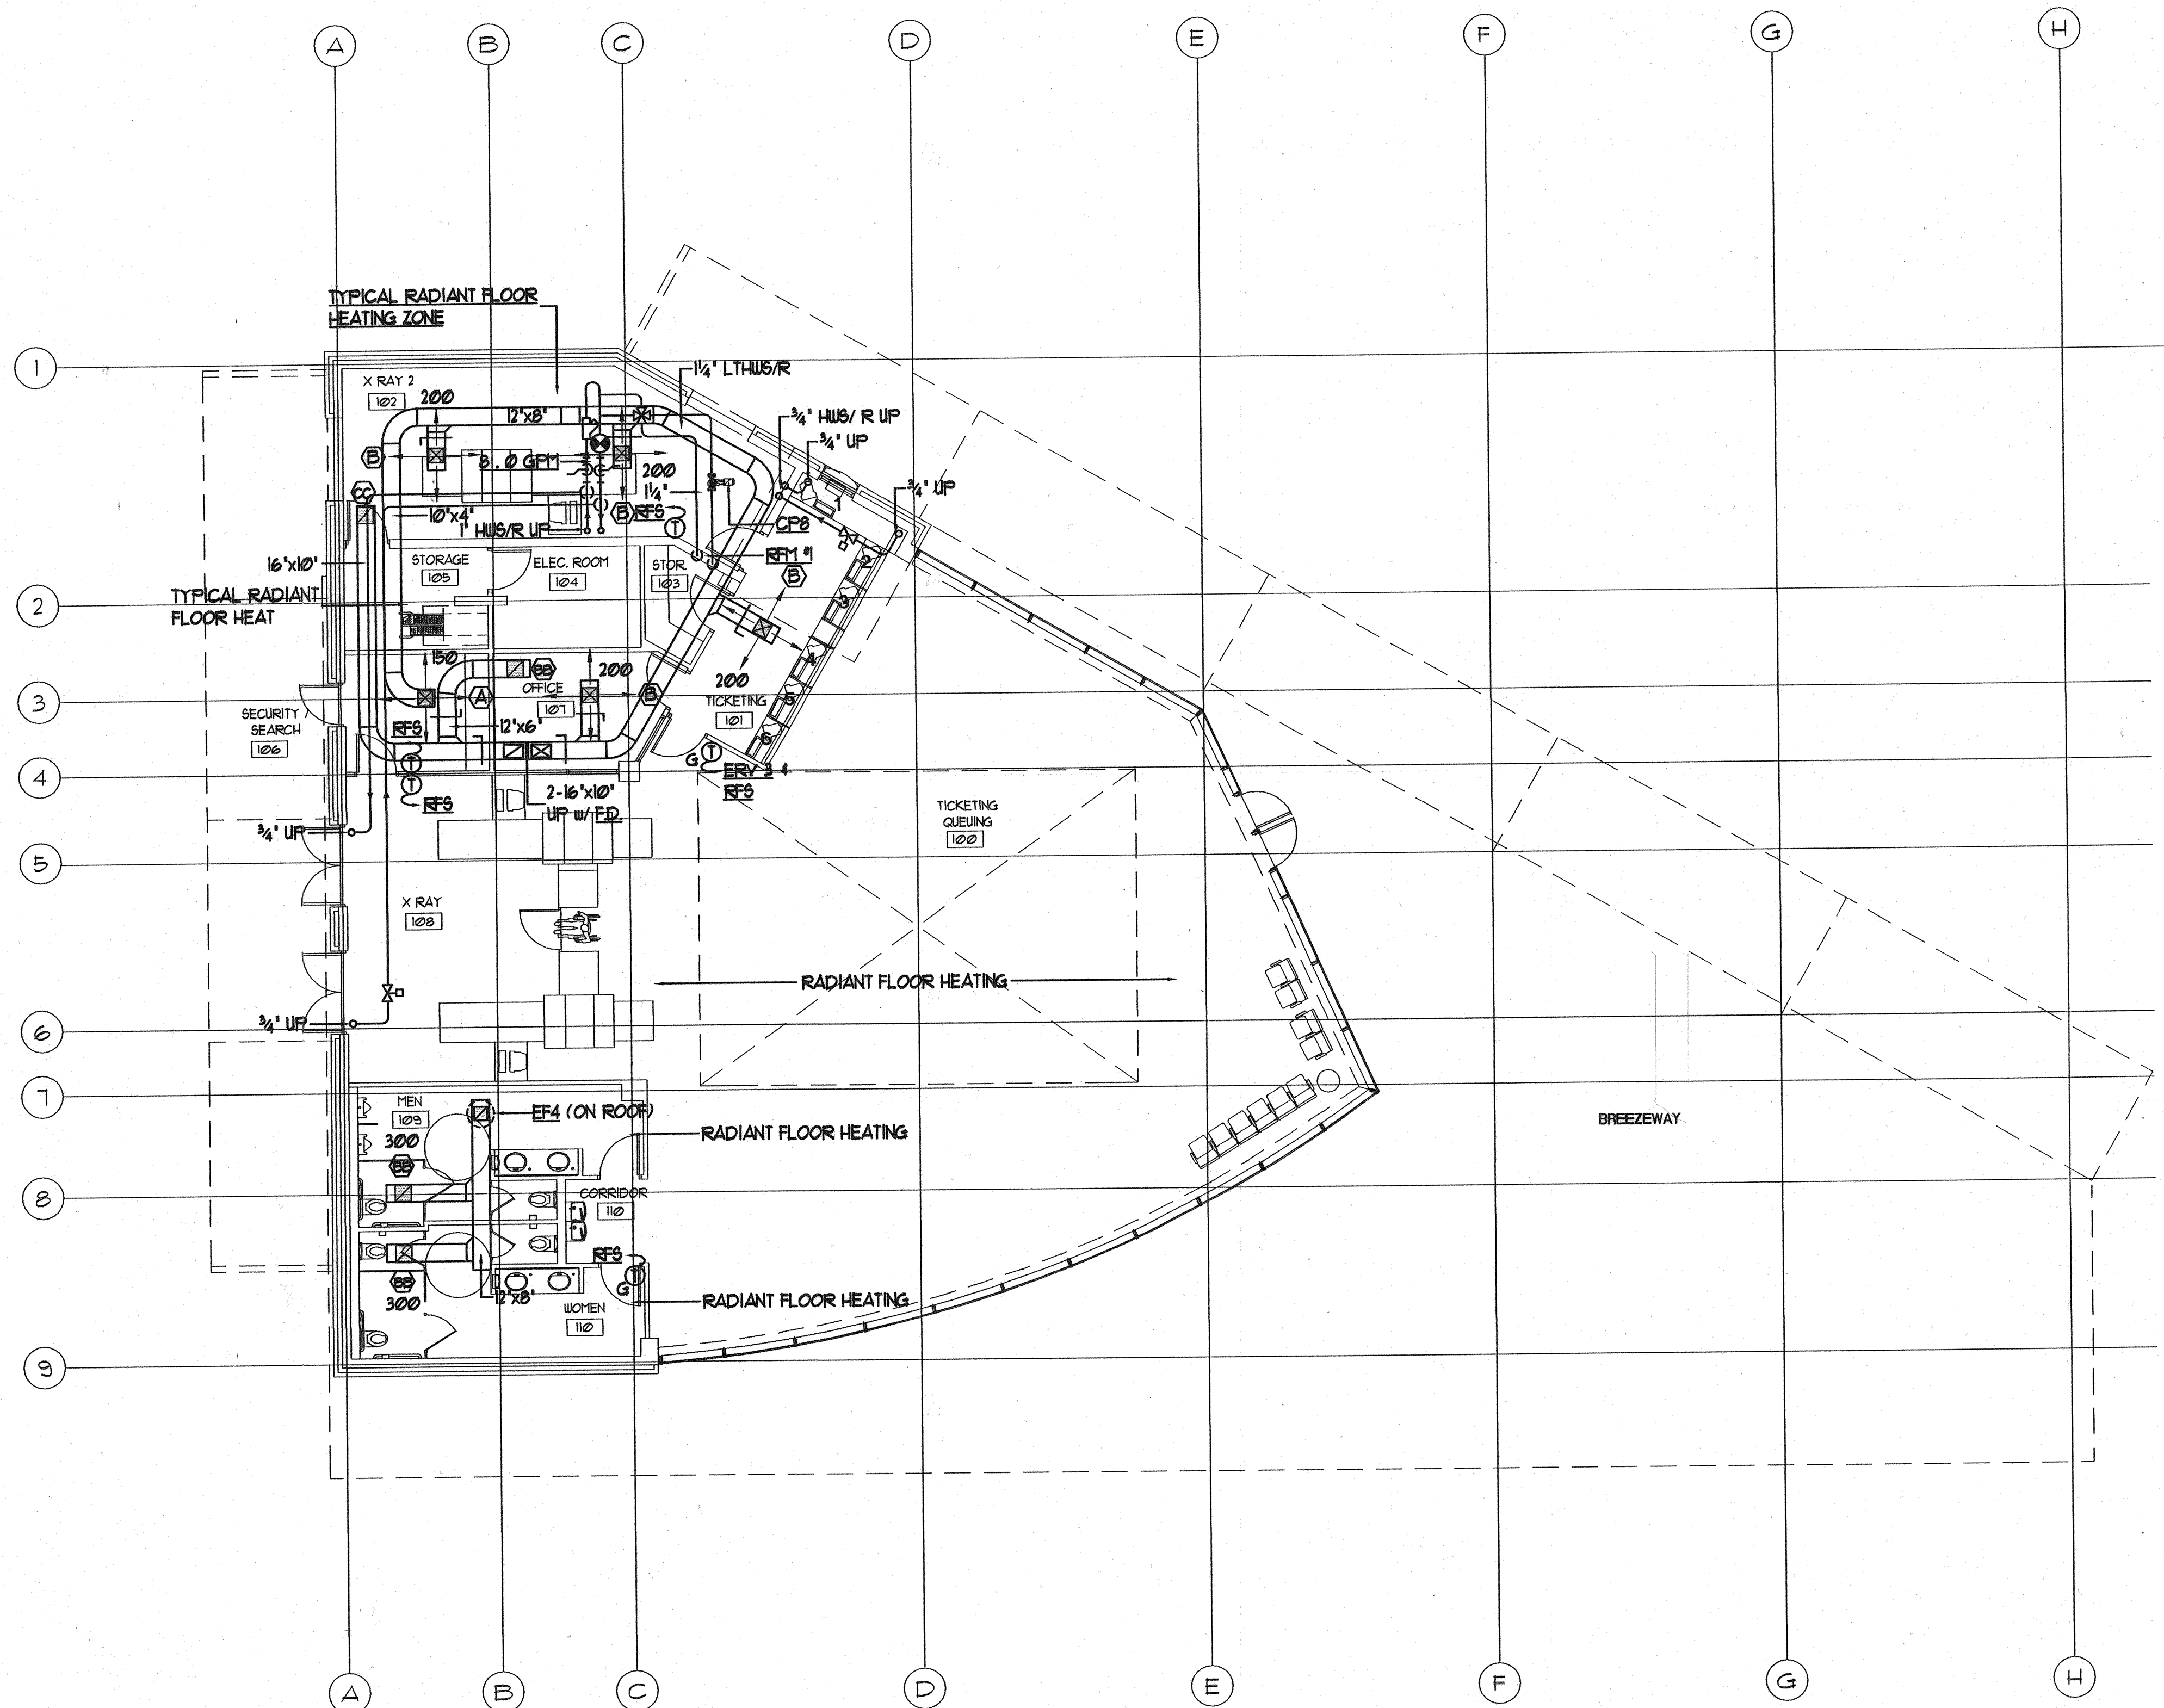 A
B
C
D
E
F
G
H
TYPICAL RADIANT FLOOR
HEATING ZONE
1
1¼" LTHWS/R
X RAY 2
102
200
12"x8"
¾" HWS/ R UP
¾" UP
B
8.0 GPM
200
CC
1¼"
¾" UP
1
10"x4"
B
RFS
T
1" HWS/R UP
CP8
16"x10"
STORAGE
105
ELEC. ROOM
104
STOR.
103
RFM #1
B
2
2
TYPICAL RADIANT
FLOOR HEAT
3
150
BB
200
4
3
A
OFFICE
107
B
200
TICKETING
101
5
SECURITY /
SEARCH
106
RFS
12"x6"
6
T
G
T
4
T
ERV 3 &
RFS
RFS
2-16"x10"
UP w/ F.D.
TICKETING
QUEUING
100
¾" UP
5
X RAY
108
RADIANT FLOOR HEATING
¾" UP
6
7
MEN
109
EF4 (ON ROOF)
BREEZEWAY
300
RADIANT FLOOR HEATING
BB
8
CORRIDOR
110
RFS
T
G
BB
300
12"x8"
RADIANT FLOOR HEATING
WOMEN
110
9
A
B
C
D
E
F
G
H